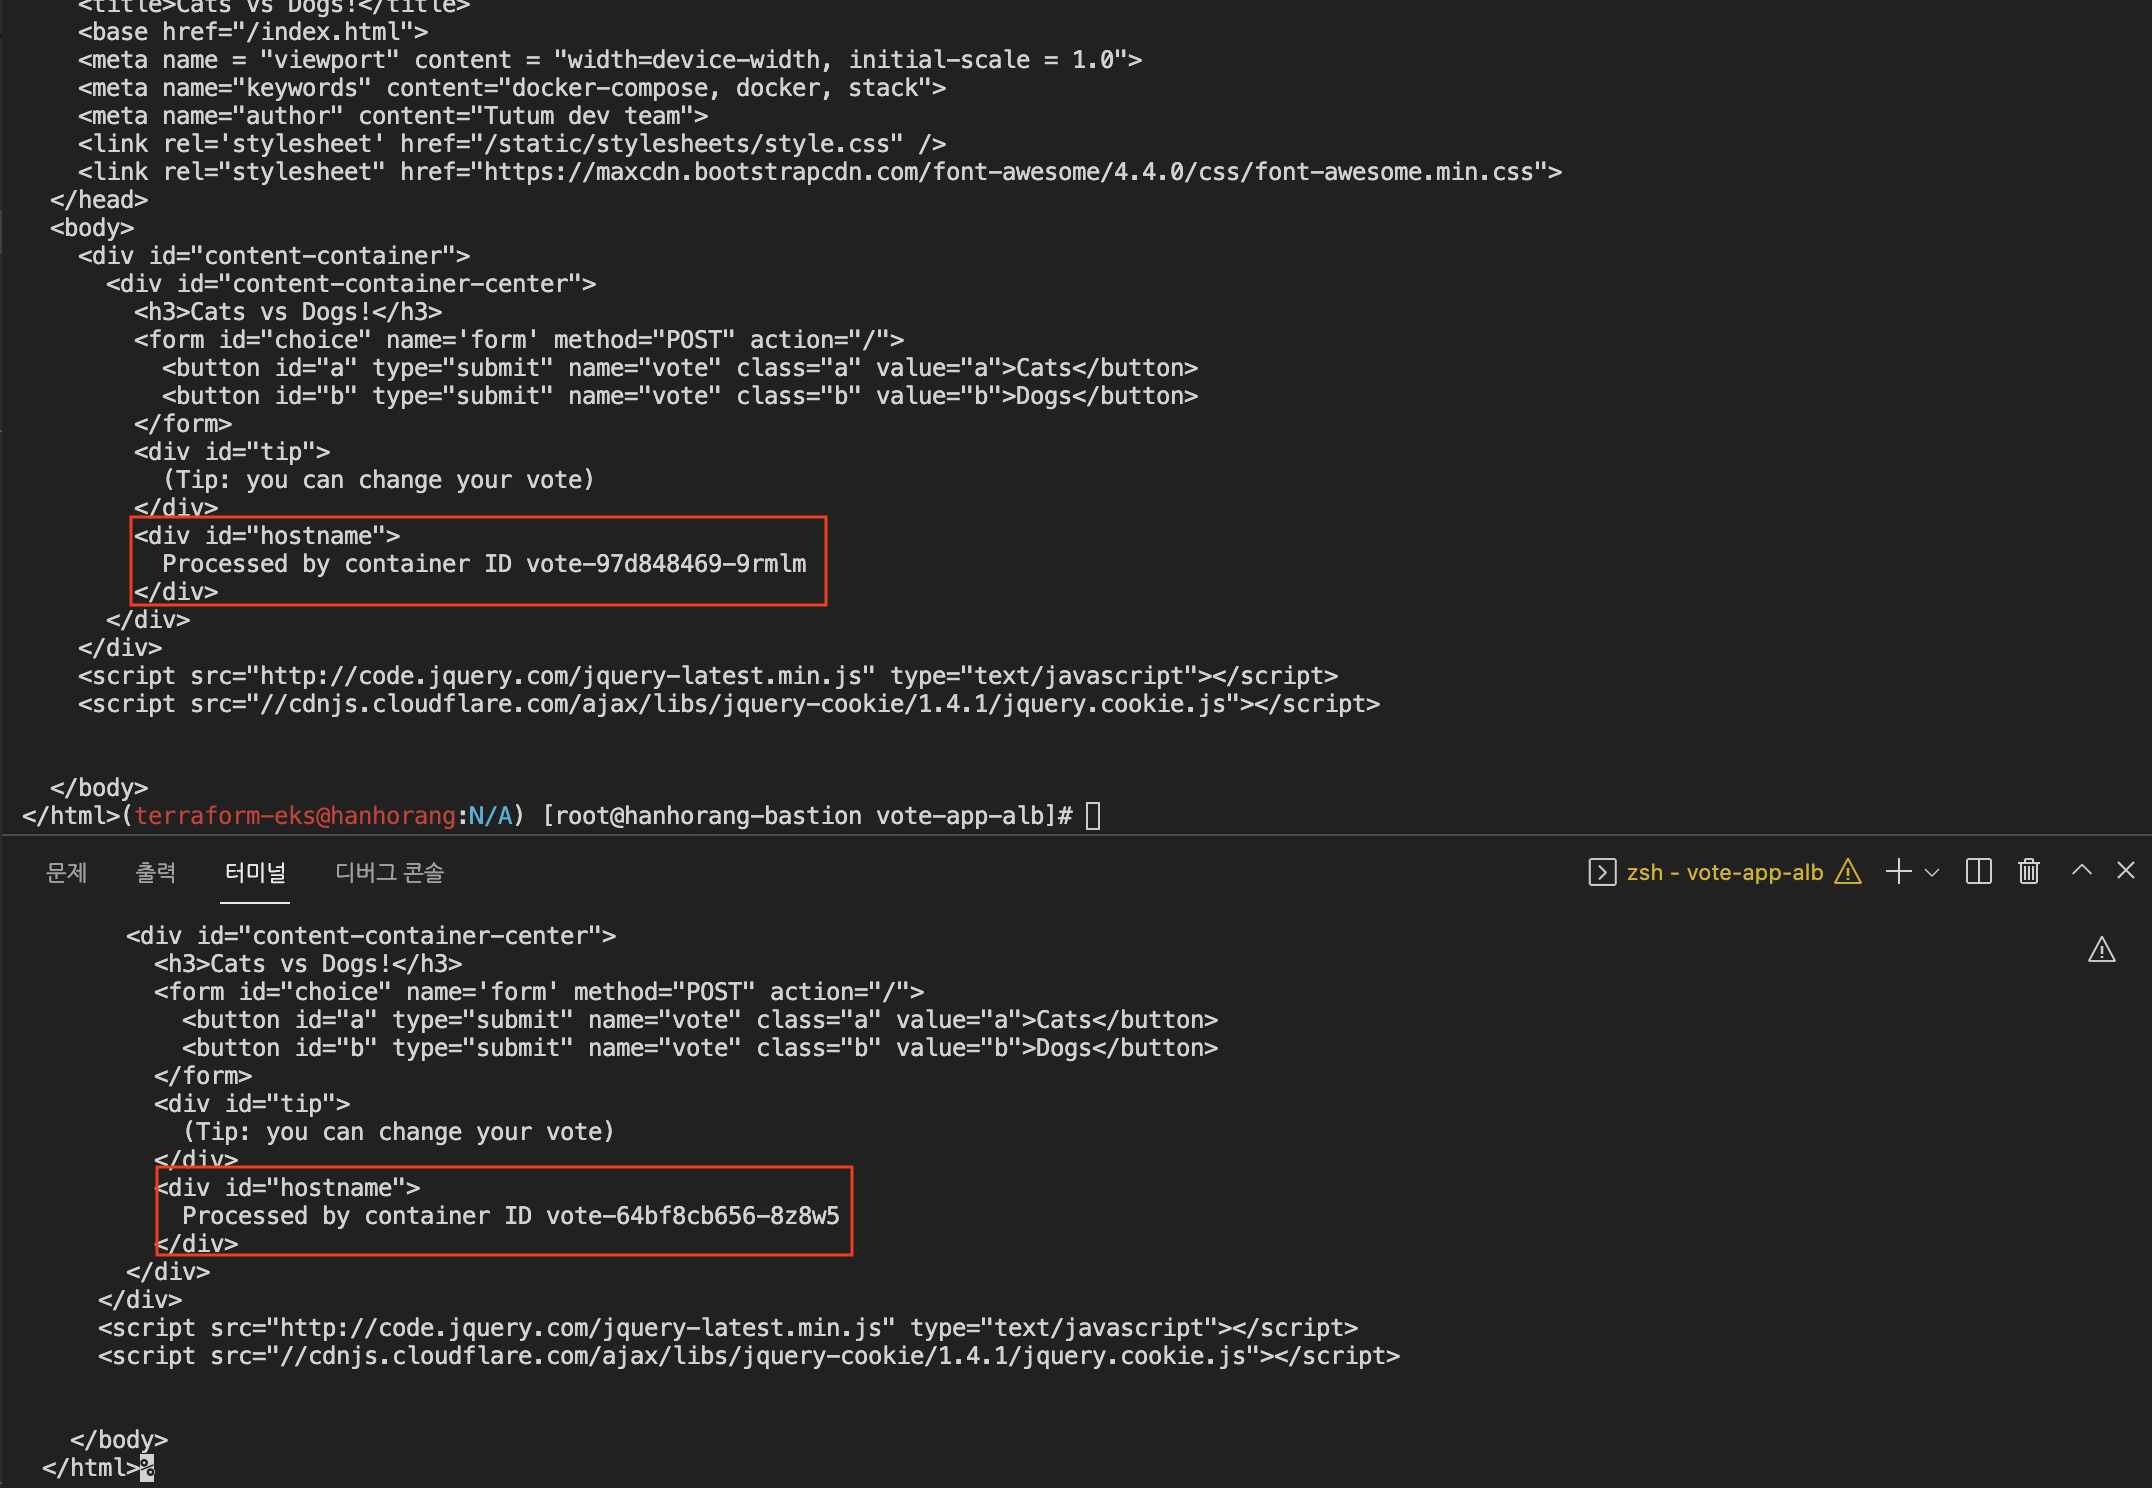 <title>Cats vs Dogs!</title>
<base href="/index.html">
<meta name = "viewport" content = "width=device-width, initial-scale = 1.0">
<meta name="keywords" content="docker-compose, docker, stack">
<meta name="author" content="Tutum dev team">
<link rel='stylesheet' href="/static/stylesheets/style.css" />
<link rel="stylesheet" href="https://maxcdn.bootstrapcdn.com/font-awesome/4.4.0/css/font-awesome.min.css">
</head>
<body>
<div id="content-container">
<div id="content-container-center">
<h3>Cats vs Dogs!</h3>
<form id="choice" name='form' method="POST" action="/">
<button id="a" type="submit" name="vote" class="a" value="a">Cats</button>
<button id="b" type="submit" name="vote" class="b" value="b">Dogs</button>
</form>
<div id="tip">
(Tip: you can change your vote)
</div>
<div id="hostname">
Processed by container ID vote-97d848469-9rmlm
</div>
</div>
</div>
<script src="http://code.jquery.com/jquery-latest.min.js" type="text/javascript"></script>
<script src="//cdnjs.cloudflare.com/ajax/libs/jquery-cookie/1.4.1/jquery.cookie.js"></script>
</body>
</html>(terraform-eks@hanhorang:N/A) [root@hanhorang-bastion vote-app-alb]#
문제 출력 터미널 디버그 콘솔 zsh - vote-app-alb
<div id="content-container-center">
<h3>Cats vs Dogs!</h3>
<form id="choice" name='form' method="POST" action="/">
<button id="a" type="submit" name="vote" class="a" value="a">Cats</button>
<button id="b" type="submit" name="vote" class="b" value="b">Dogs</button>
</form>
<div id="tip">
(Tip: you can change your vote)
</div>
<div id="hostname">
Processed by container ID vote-64bf8cb656-8z8w5
</div>
</div>
</div>
<script src="http://code.jquery.com/jquery-latest.min.js" type="text/javascript"></script>
<script src="//cdnjs.cloudflare.com/ajax/libs/jquery-cookie/1.4.1/jquery.cookie.js"></script>
</body>
</html>%